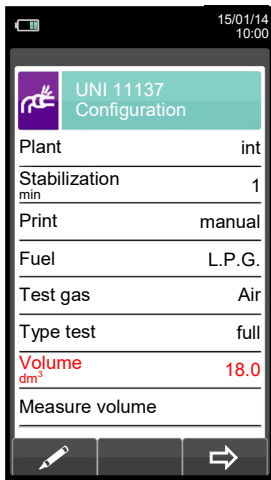 15/01/14
10:00
UNI 11137
Configuration
Plant int
Stabilization 1
min
Print manual
Fuel L.P.G.
Test gas Air
Type test full
Volume 18.0
dm³
Measure volume